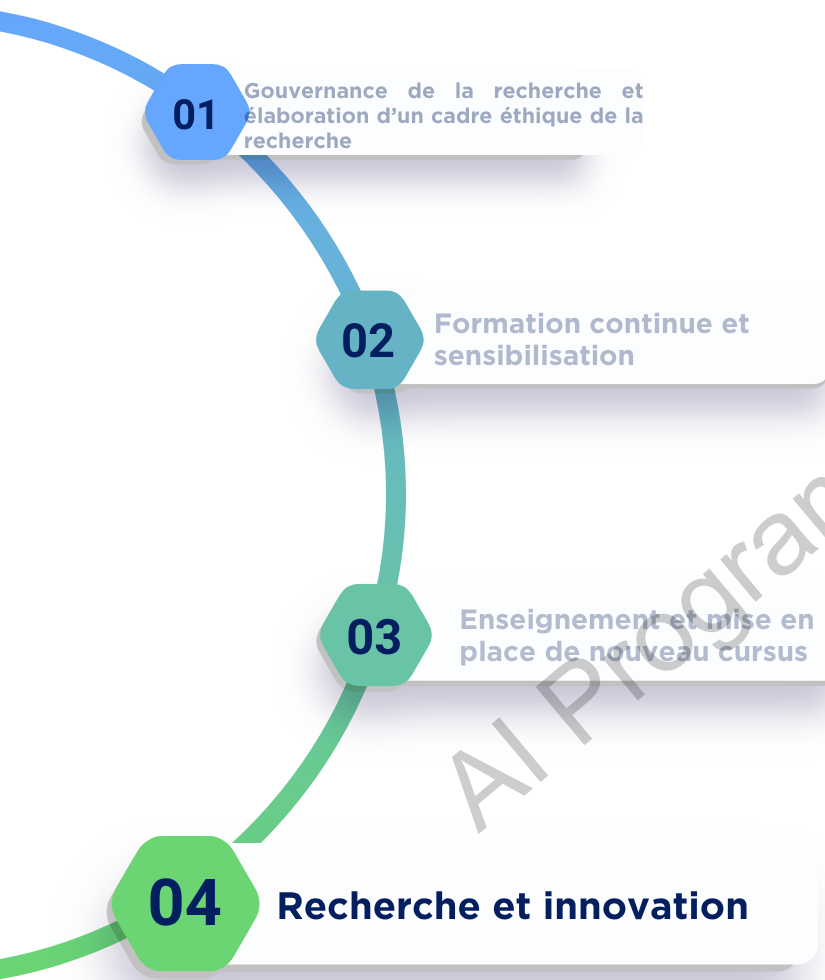 01
Gouvernance de la recherche et
élaboration d’un cadre éthique de la
recherche
02
Formation continue et
sensibilisation
03
Enseignement et mise en
place de nouveau cursus
04
Recherche et innovation
AI